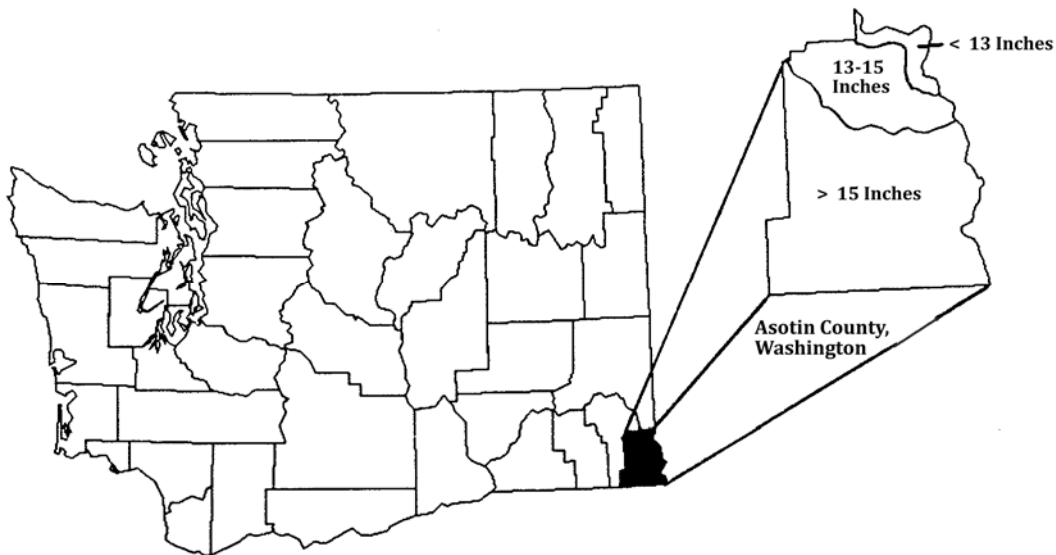 < 13 Inches
13-15
Inches
> 15 Inches
Asotin County,
Washington